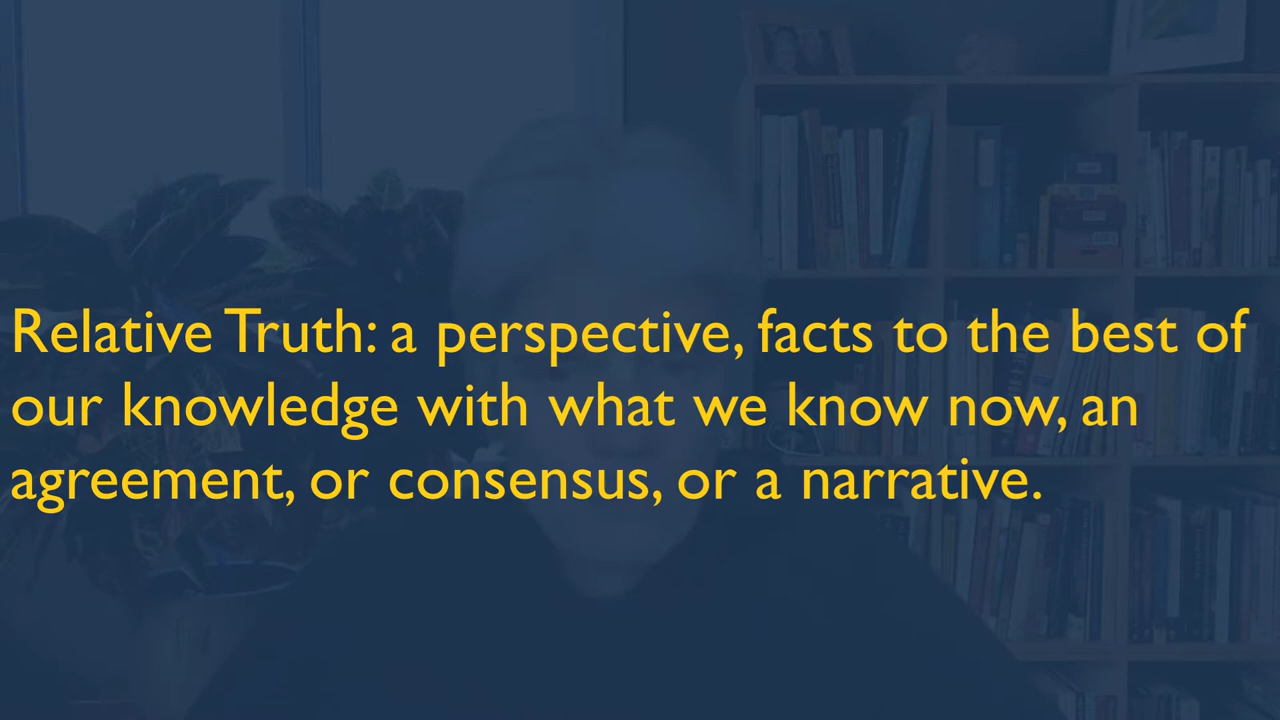 Relative Truth: a perspective, facts to the best of
our knowledge with what we know now, an
agreement, or consensus, or a narrative.